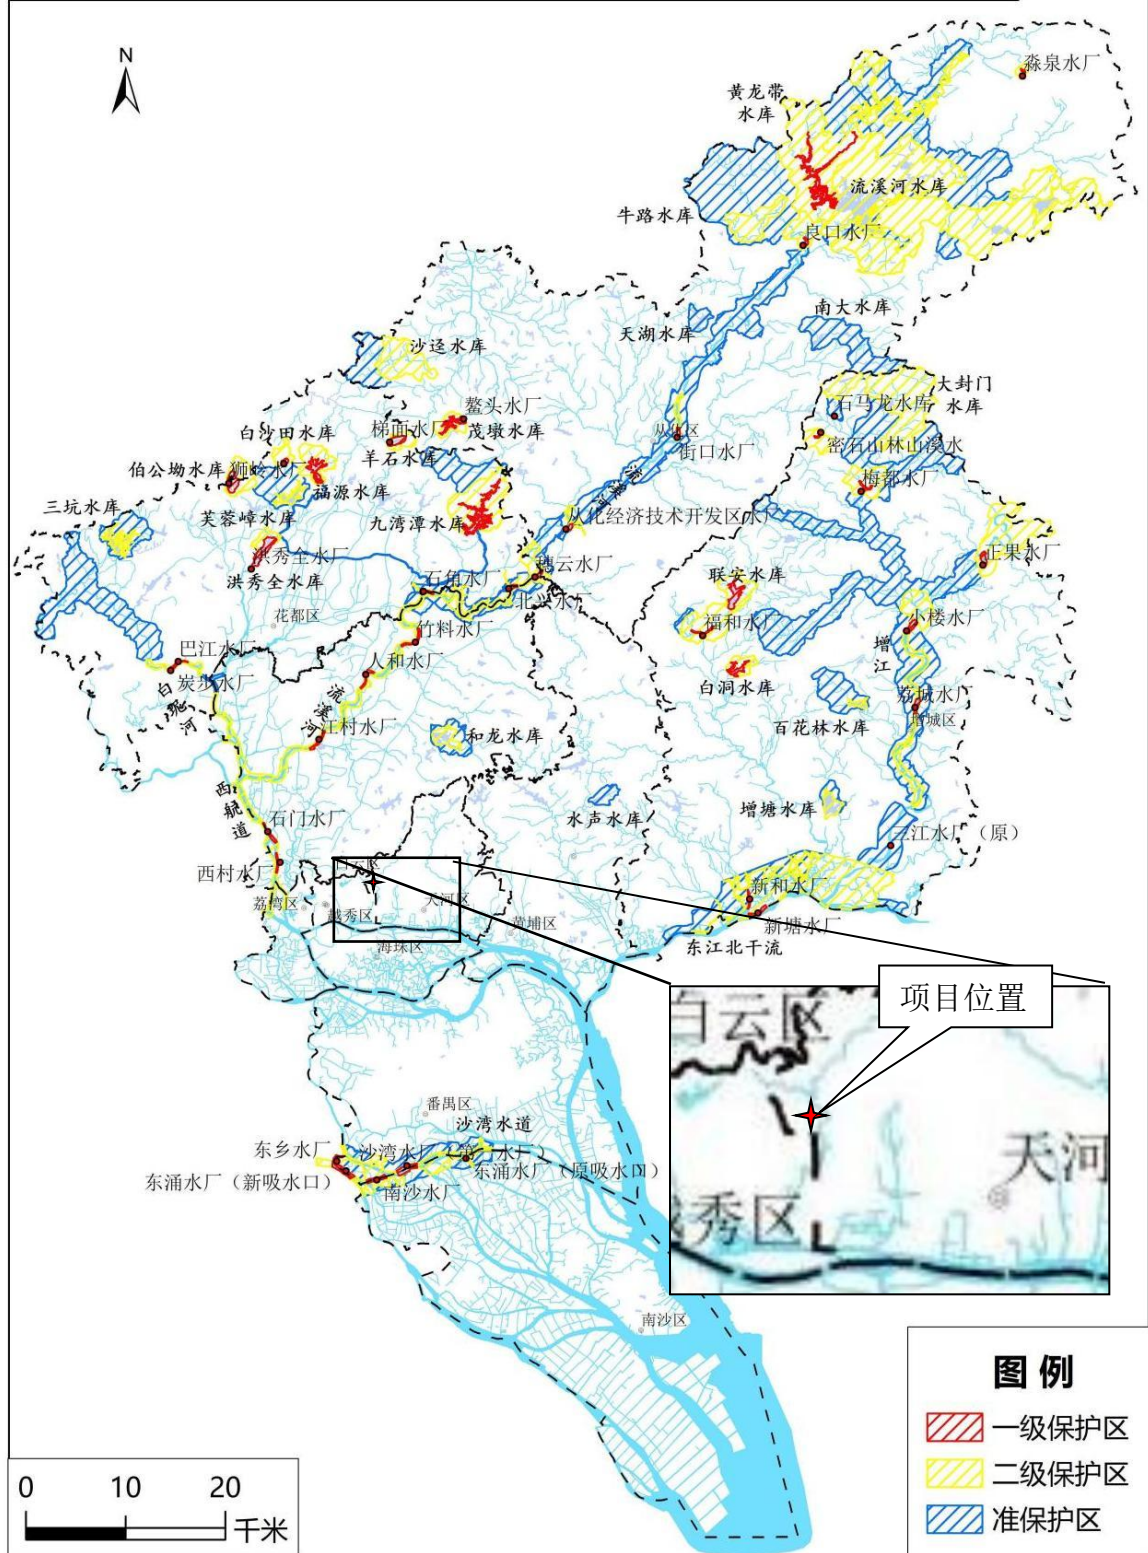 N
淼泉水厂
黄龙带
水库
流溪河水库
牛路水库
良口水厂
南大水库
天湖水库
沙迳水库
大封门
水库
石马龙水库
鳌头水厂
梯面水厂
茂墩水库
从化区
街口水厂
白沙田水库
羊石水库
密石山林山溪水
伯公坳水库
狮岭水厂
梅都水厂
福源水库
流溪河
三坑水库
芙蓉嶂水库
九湾潭水库
从化经济技术开发区水厂
洪秀全水厂
正果水厂
洪秀全水库
石角水厂
穗云水厂
联安水库
北兴水厂
花都区
小楼水厂
竹料水厂
福和水厂
巴江水厂
增江
人和水厂
炭步水厂
白洞水库
荔城水厂
白坭河
流溪河
增城区
江村水厂
和龙水库
百花林水库
西航道
水声水库
增塘水库
石门水厂
三江水厂（原）
西村水厂
白云区
新和水厂
荔湾区
越秀区
天河区
黄埔区
新塘水厂
海珠区
东江北干流
项目位置
白云区
天河
秀区
番禺区
沙湾水道
东乡水厂
东涌水厂（新吸水口）
东涌水厂（原吸水口）
南沙水厂
南沙区
图例
一级保护区
二级保护区
准保护区
0 10 20
千米